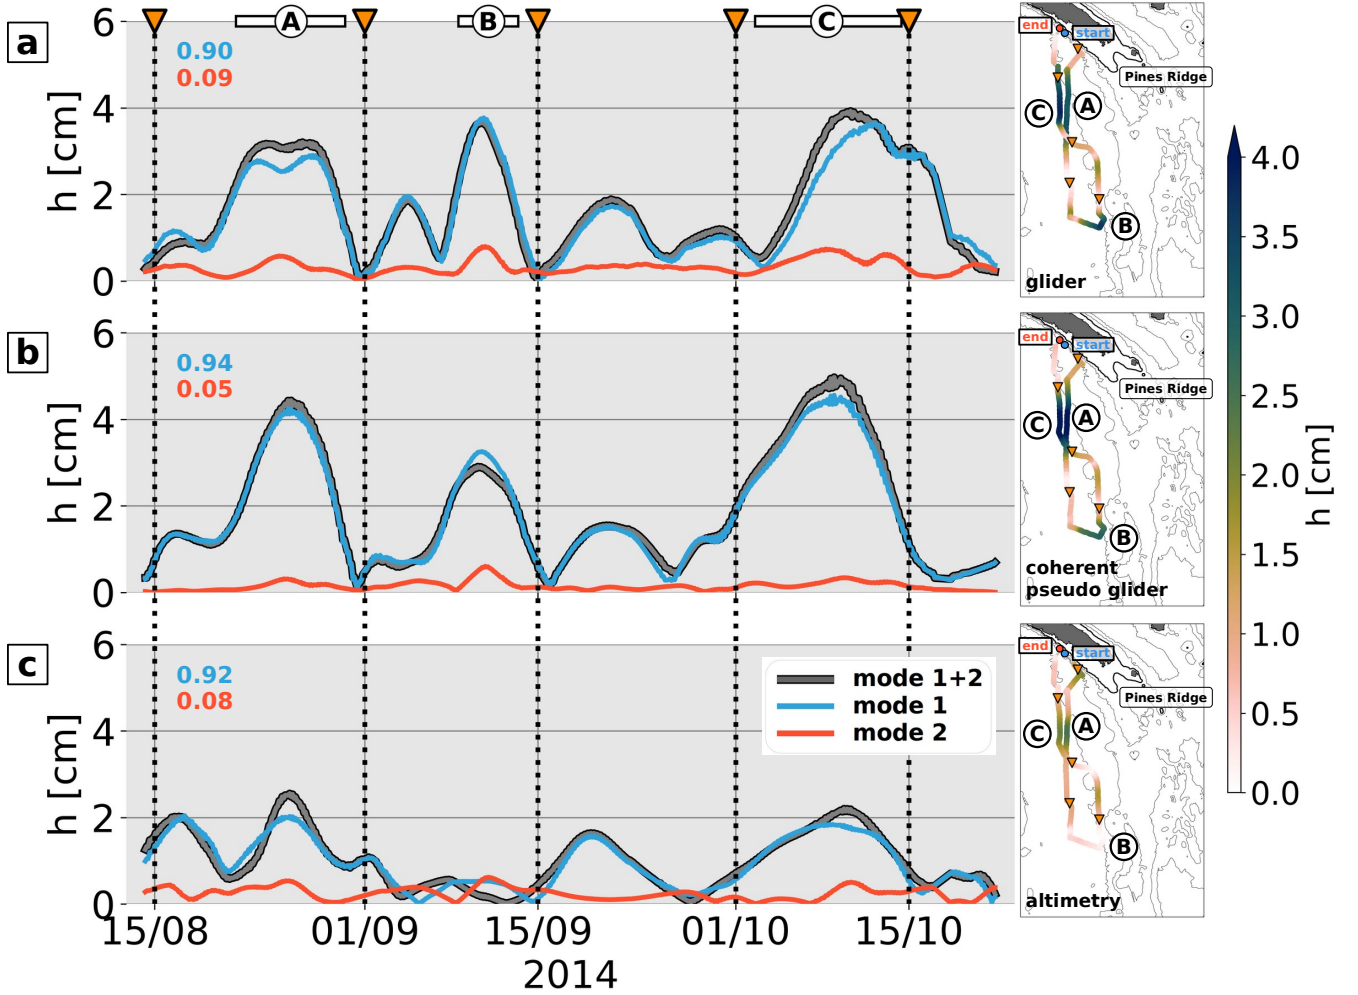 a
6
4
2
0
h [cm]
0.90
0.09
A
B
C
end
start
Pines Ridge
C
A
B
glider
b
6
4
2
0
h [cm]
0.94
0.05
end
start
Pines Ridge
C
A
B
coherent
pseudo glider
c
6
4
2
0
h [cm]
0.92
0.08
mode 1+2
mode 1
mode 2
end
start
Pines Ridge
C
A
B
altimetry
15/08
01/09
15/09
01/10
15/10
2014
4.0
3.5
3.0
2.5
2.0
1.5
1.0
0.5
0.0
h [cm]